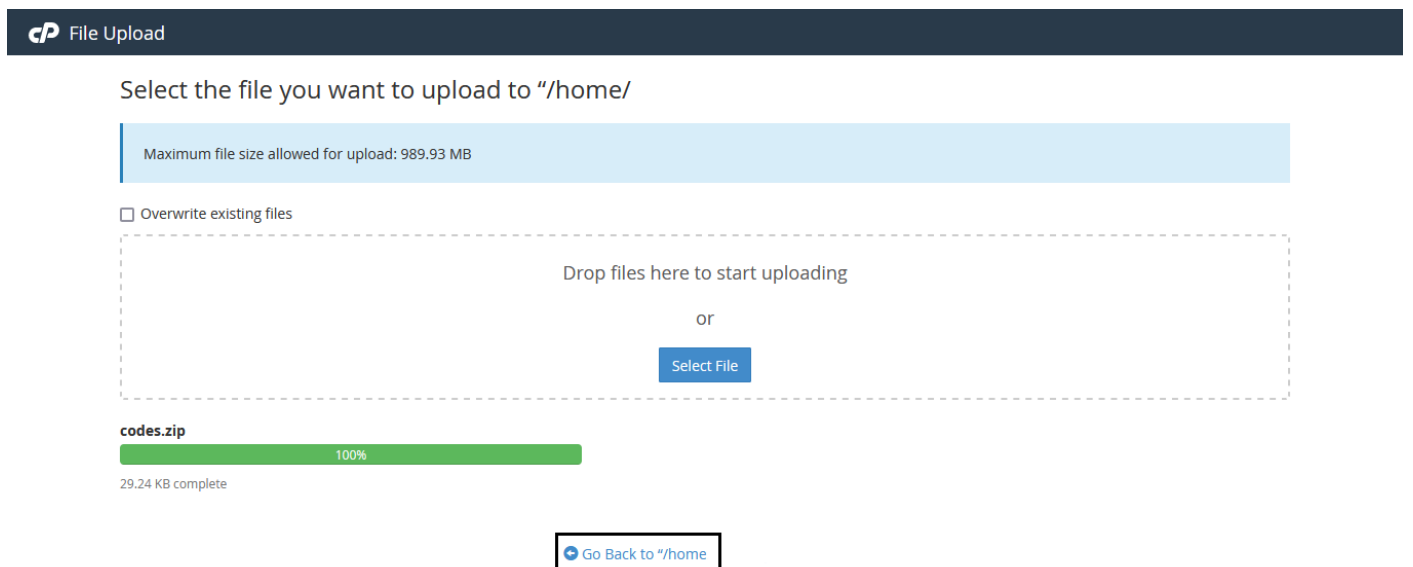 cP File Upload
Select the file you want to upload to “/home/
Maximum file size allowed for upload: 989.93 MB
Overwrite existing files
Drop files here to start uploading
or
Select File
codes.zip
100%
29.24 KB complete
Go Back to “/home